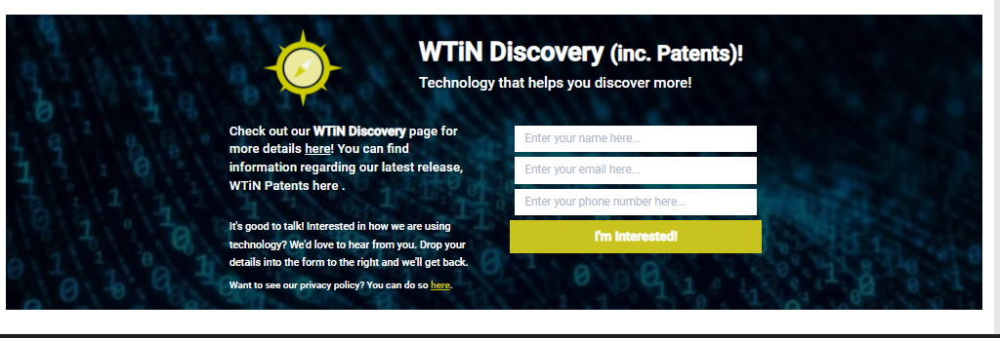 WTiN Discovery (inc. Patents)!
Technology that helps you discover more!
Check out our WTiN Discovery page for
more details here! You can find
information regarding our latest release,
WTiN Patents here .
It's good to talk! Interested in how we are using
technology? We'd love to hear from you. Drop your
details into the form to the right and we'll get back.
Want to see our privacy policy? You can do so here.
Enter your name here...
Enter your email here...
Enter your phone number here...
I'm Interested!